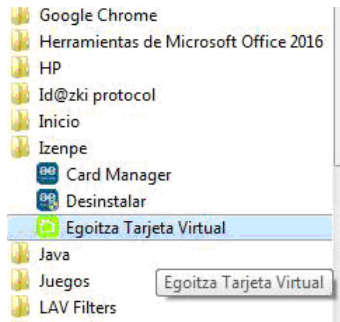 Google Chrome
Herramientas de Microsoft Office 2016
HP
Id@zki protocol
Inicio
Izenpe
Card Manager
Desinstalar
Egoitza Tarjeta Virtual
Java
Juegos
Egoitza Tarjeta Virtual
LAV Filters